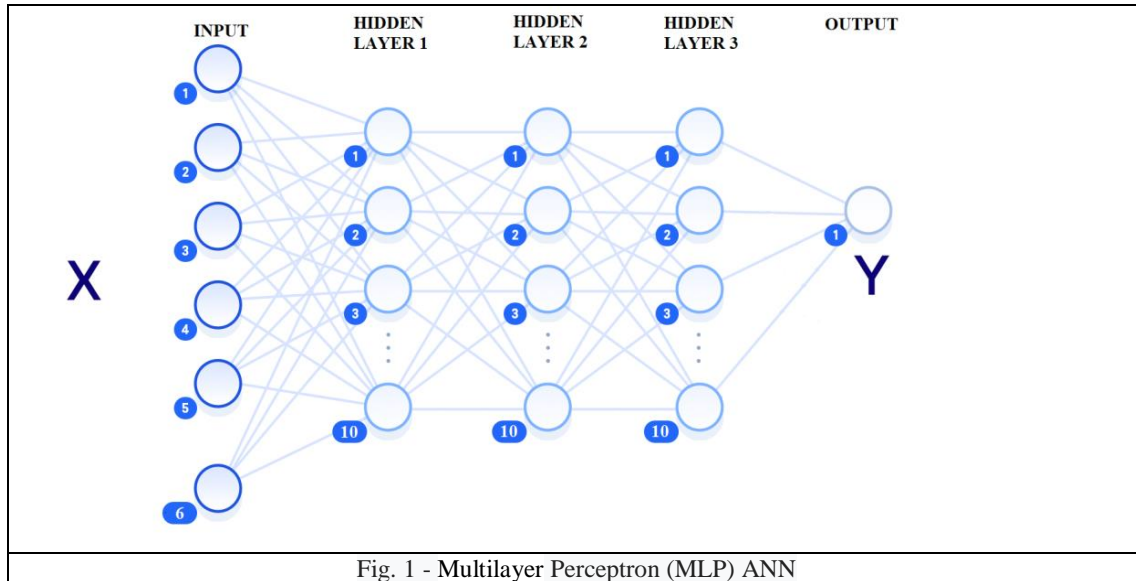 INPUT
HIDDEN
LAYER 1
HIDDEN
LAYER 2
HIDDEN
LAYER 3
OUTPUT
X
1
2
3
4
5
6
1
2
3
10
1
2
3
10
1
2
3
10
1
Y
Fig. 1 - Multilayer Perceptron (MLP) ANN